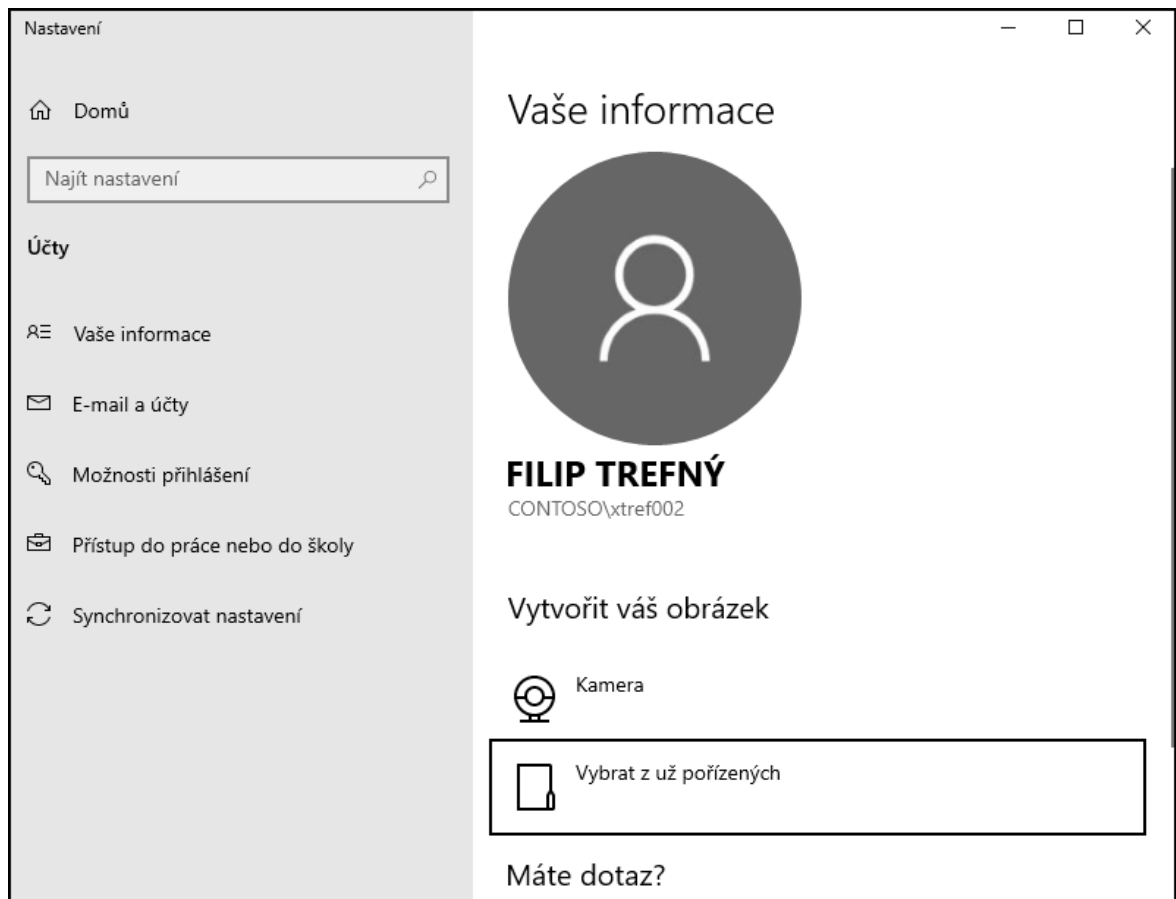 Nastavení
Domů
Najít nastavení
Účty
Vaše informace
E-mail a účty
Možnosti přihlášení
Přístup do práce nebo do školy
Synchronizovat nastavení
Vaše informace
FILIP TREFNÝ
CONTOSO\xtref002
Vytvořit váš obrázek
Kamera
Vybrat z už pořízených
Máte dotaz?